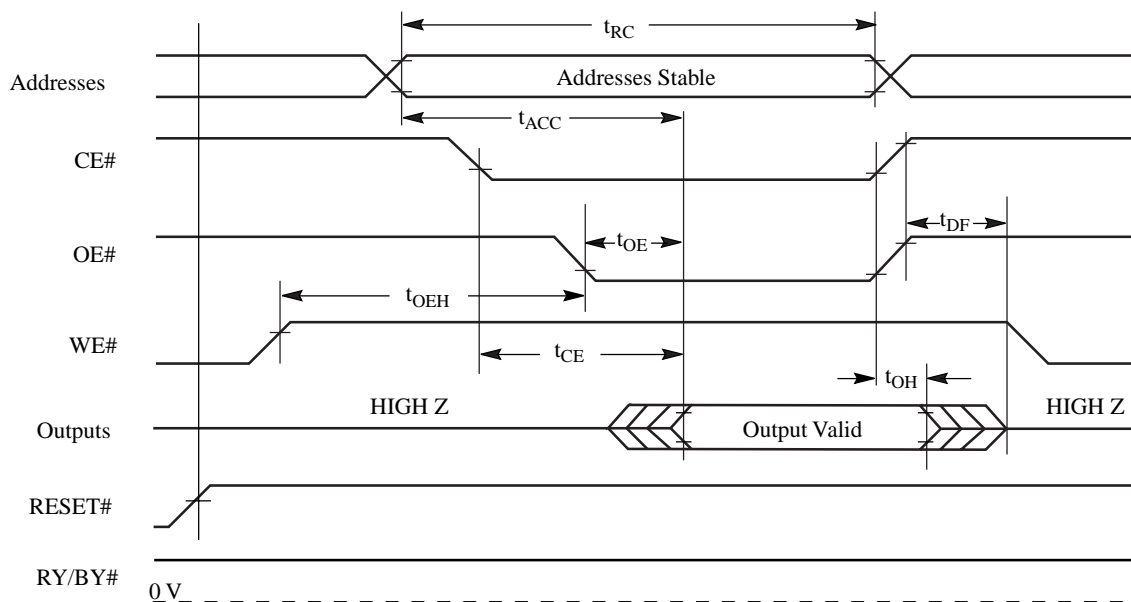 tRC
Addresses
Addresses Stable
tACC
CE#
tOE
tDF
OE#
tOEH
WE#
tCE
tOH
HIGH Z
HIGH Z
Outputs
Output Valid
RESET#
RY/BY#
0 V